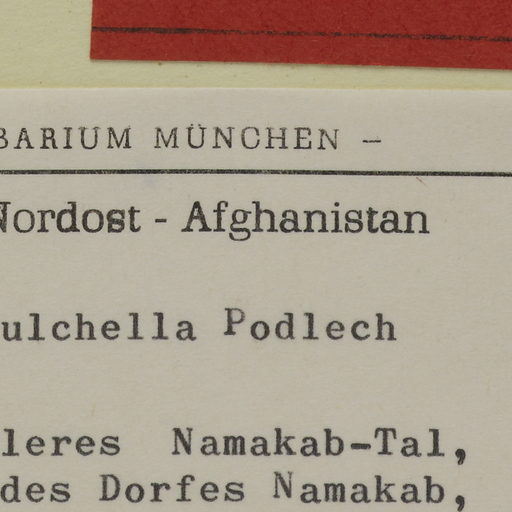 BARIUM MÜNCHEN –
Nordost - Afghanistan
ulchella Podlech
leres Namakab-Tal,
des Dorfes Namakab,